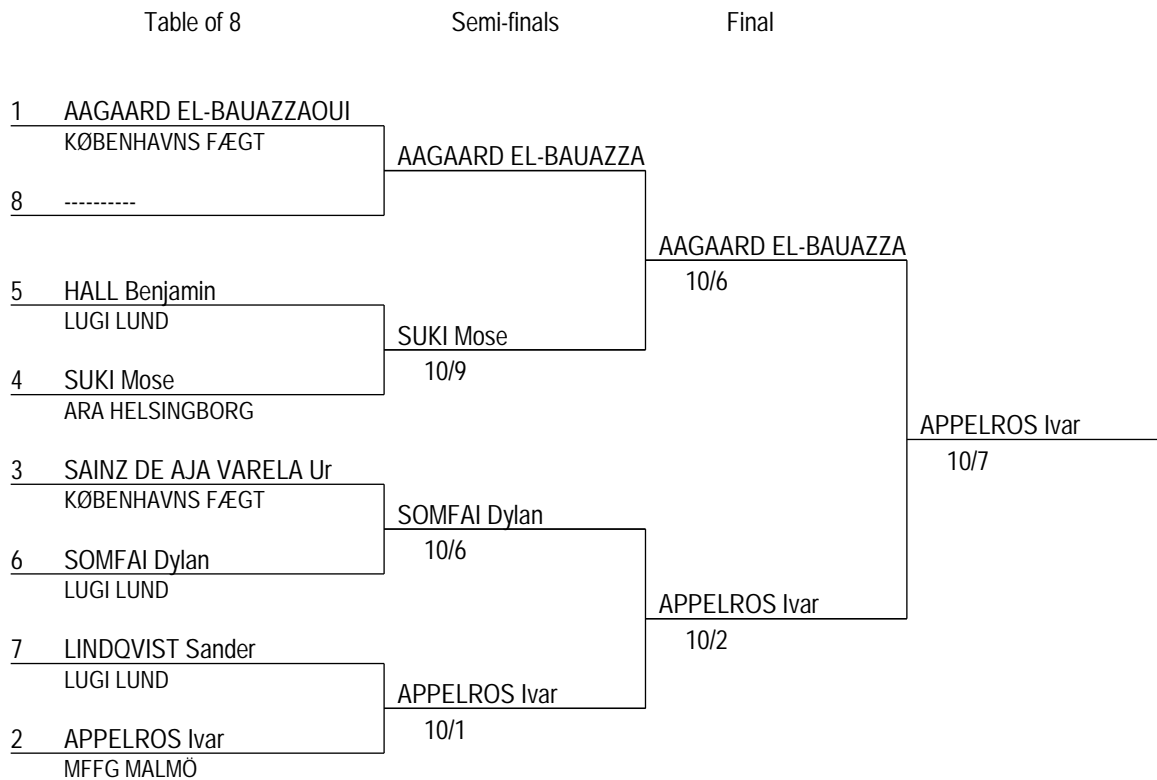 Table of 8 Semi-finals Final
1 AAGAARD EL-BAUAZZAOUI
KØBENHAVNS FÆGT
AAGAARD EL-BAUAZZA
8 ----------
AAGAARD EL-BAUAZZA
10/6
5 HALL Benjamin
LUGI LUND
SUKI Mose
10/9
4 SUKI Mose
ARA HELSINGBORG
APPELROS Ivar
10/7
3 SAINZ DE AJA VARELA Ur
KØBENHAVNS FÆGT
SOMFAI Dylan
10/6
6 SOMFAI Dylan
LUGI LUND
APPELROS Ivar
10/2
7 LINDQVIST Sander
LUGI LUND
APPELROS Ivar
10/1
2 APPELROS Ivar
MFFG MALMÖ